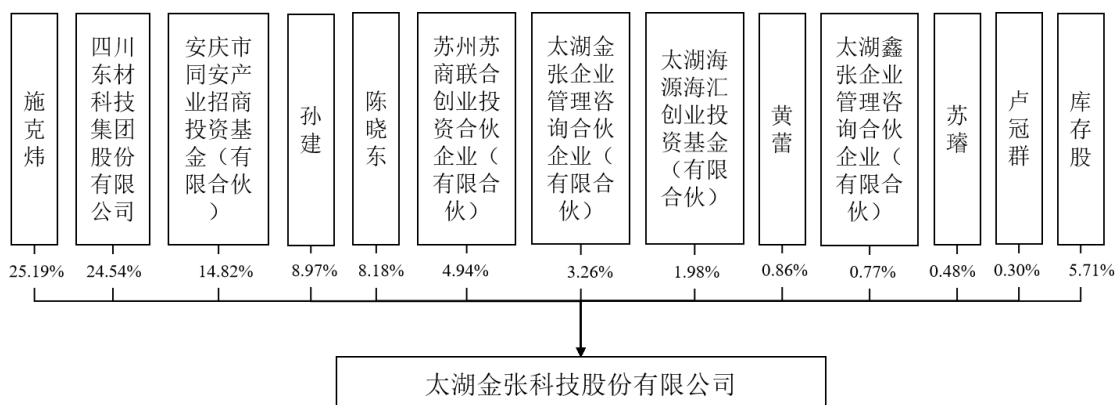 施
克
炜
四川
东材
科技
集团
股份
有限
公司
安庆市
同安产
业招商
投资基
金（有
限合伙
）
孙
建
陈
晓
东
苏州苏
商联合
创业投
资合伙
企业（
有限合
伙）
太湖金
张企业
管理咨
询合伙
企业（
有限合
伙）
太湖海
源海汇
创业投
资基金
（有限
合伙）
黄
蕾
太湖鑫
张企业
管理咨
询合伙
企业（
有限合
伙）
苏
璿
卢
冠
群
库
存
股
25.19%
24.54%
14.82%
8.97%
8.18%
4.94%
3.26%
1.98%
0.86%
0.77%
0.48%
0.30%
5.71%
太湖金张科技股份有限公司